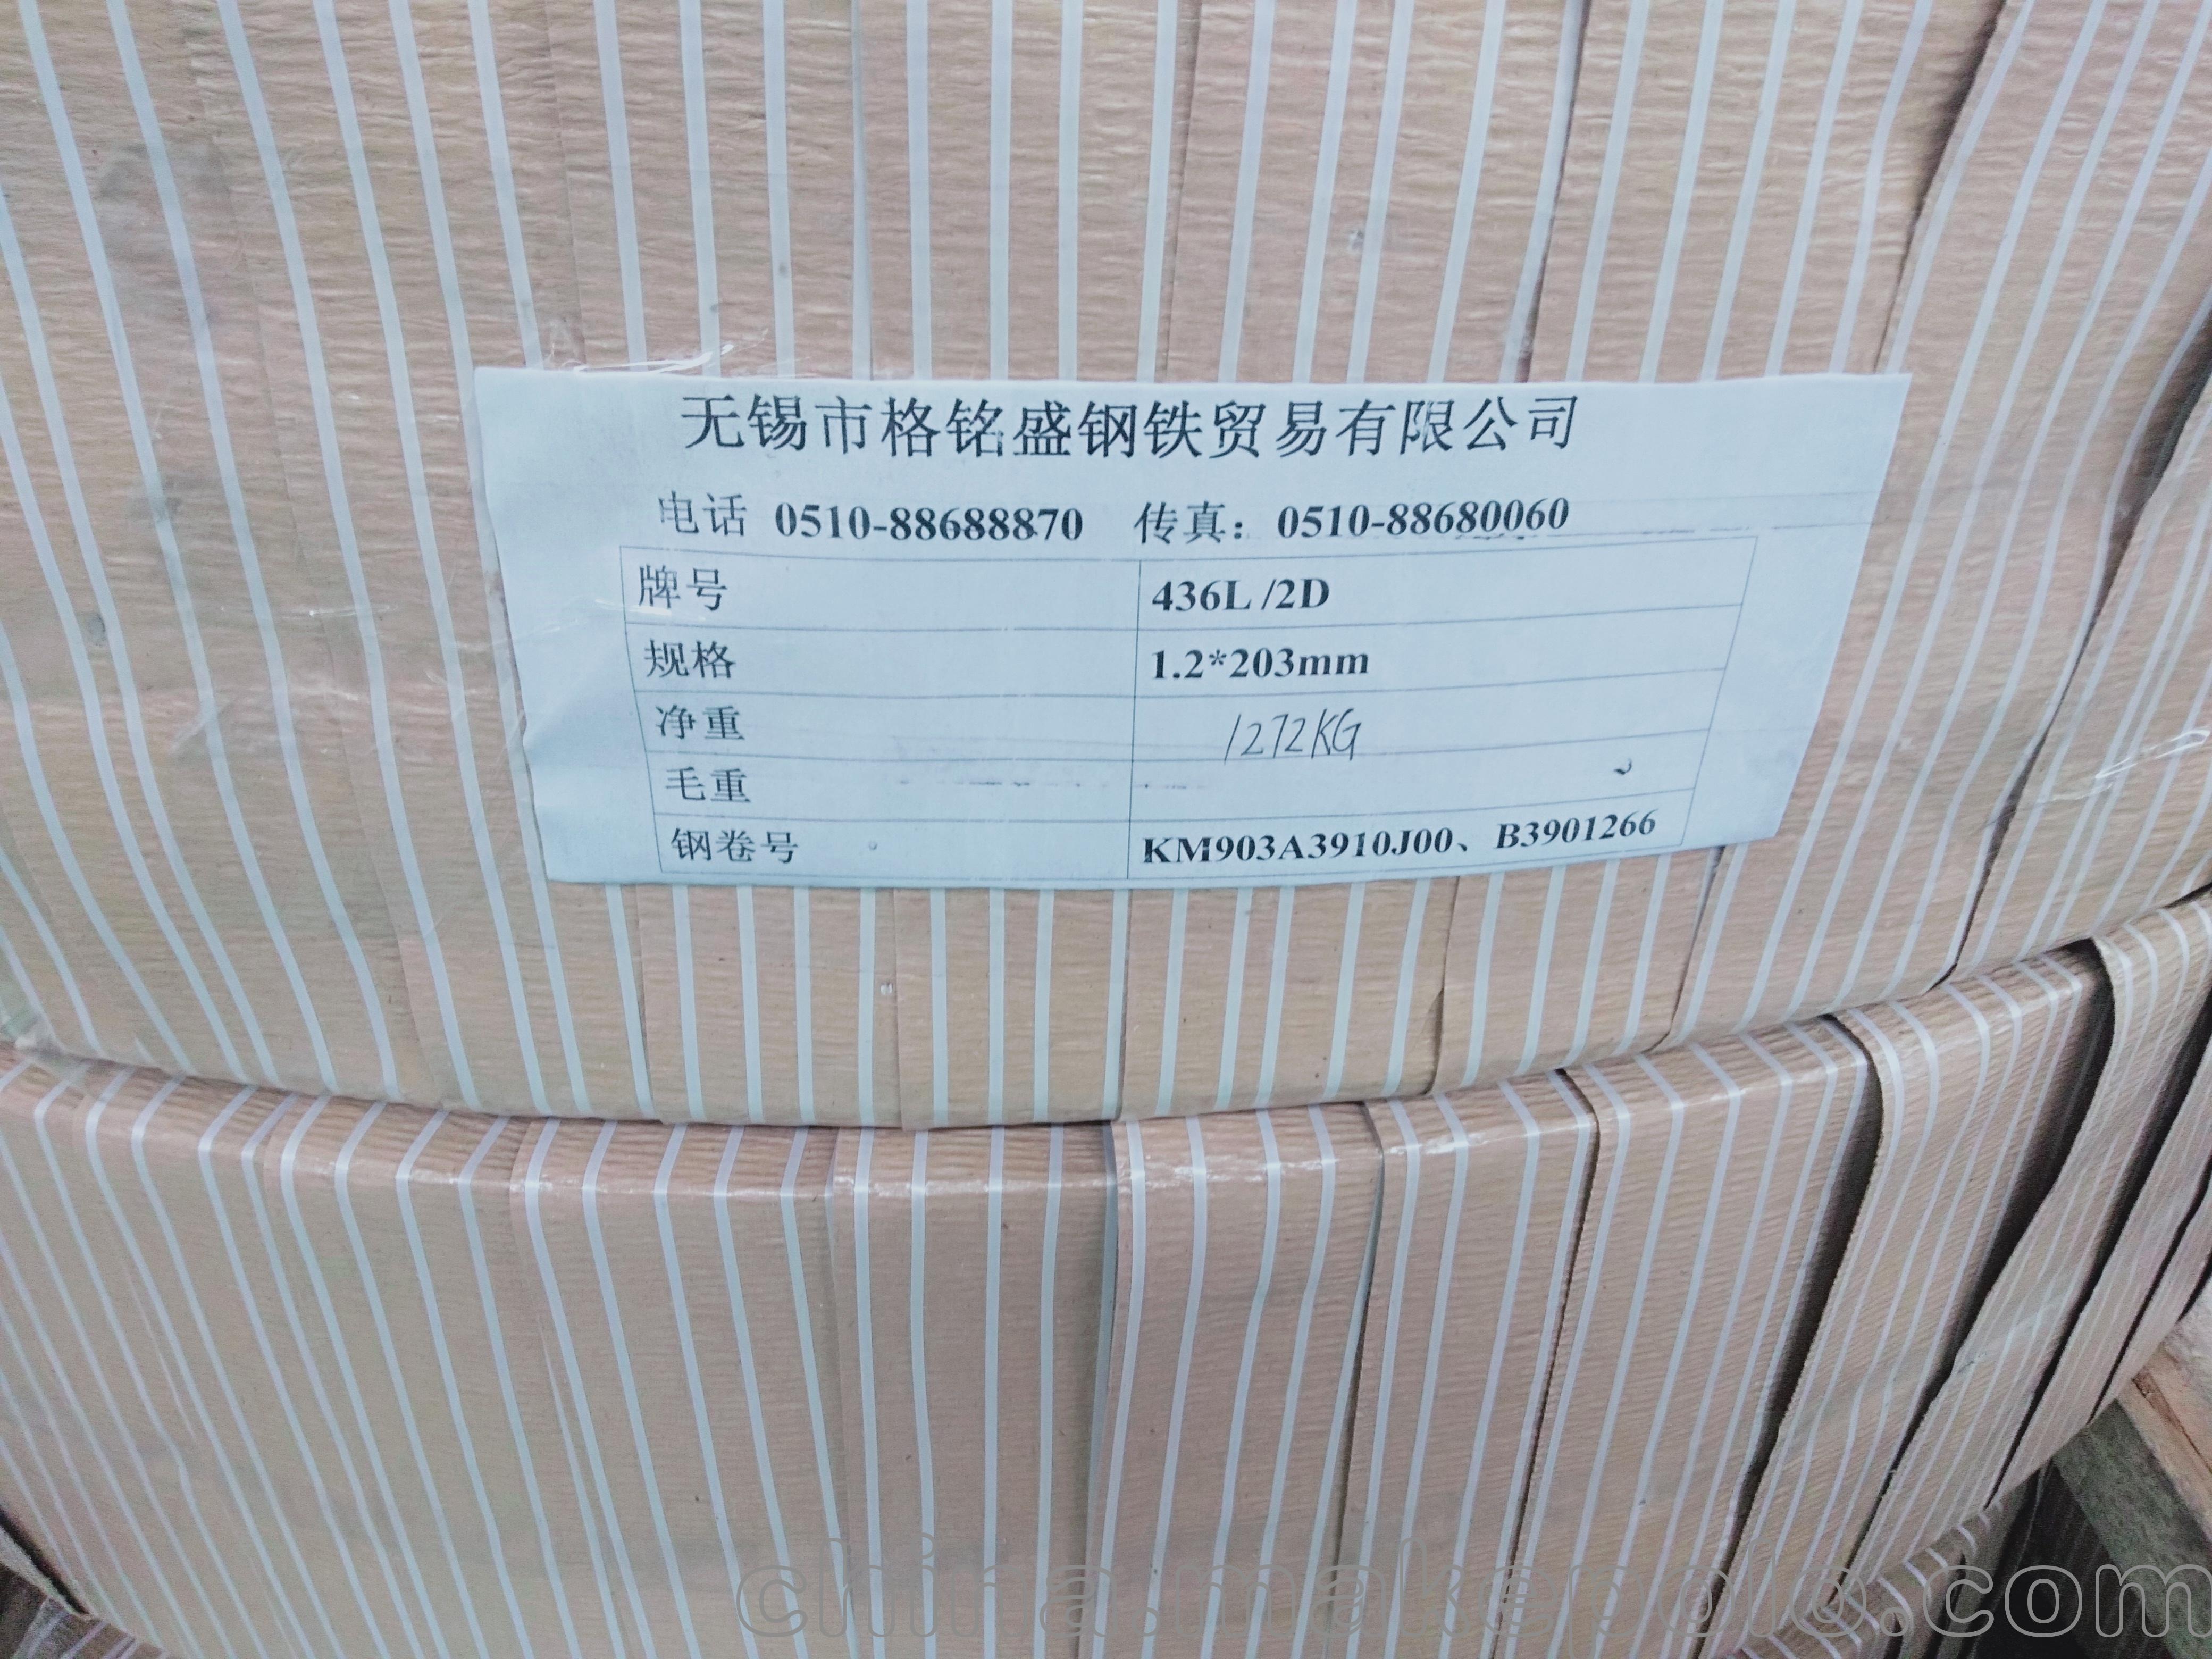 无锡市格铭盛钢铁贸易有限公司
电话 0510-88688870 传真：0510-88680060
牌号 436L /2D
规格 1.2*203mm
净重 1272KG
毛重
钢卷号 KM903A3910J00、B3901266
china.makepolo.com